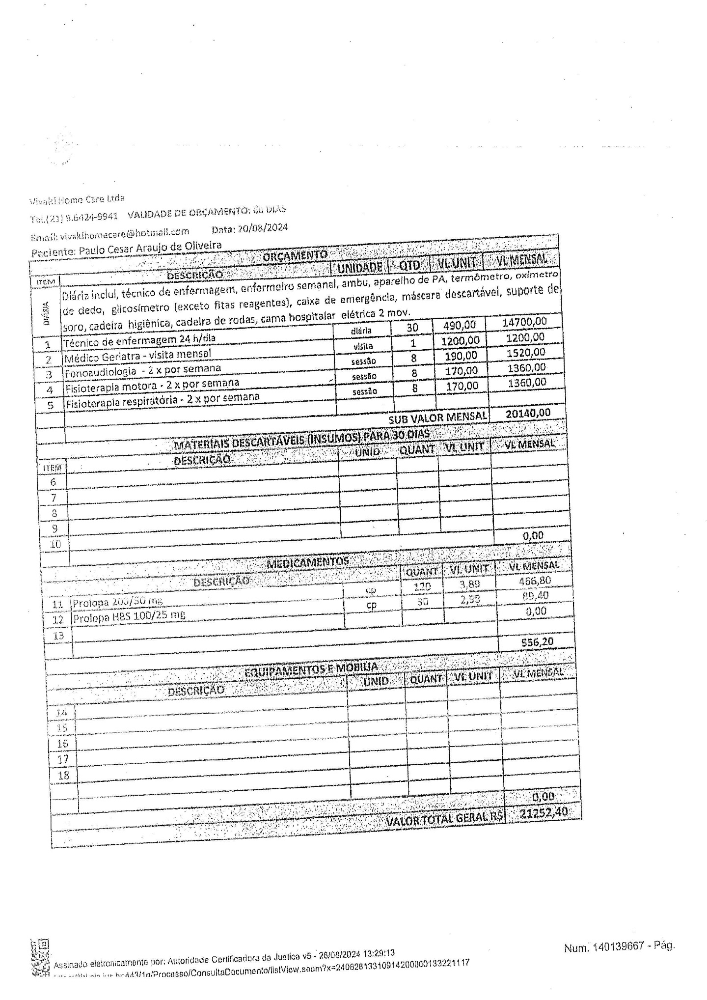 Vivaki Home Care Ltda
Tel.(21) 9.6424-9941 VALIDADE DE ORÇAMENTO: 60 DIAS
Email: vivakihomecare@hotmail.com Data: 20/08/2024
Paciente: Paulo Cesar Araujo de Oliveira
ORÇAMENTO
ITEM DESCRIÇÃO UNIDADE QTD VL UNIT VL MENSAL
DIÁRIA Diária inclui, técnico de enfermagem, enfermeiro semanal, ambu, aparelho de PA, termômetro, oxímetro
de dedo, glicosímetro (exceto fitas reagentes), caixa de emergência, máscara descartável, suporte de
soro, cadeira higiênica, cadeira de rodas, cama hospitalar elétrica 2 mov.
1 Técnico de enfermagem 24 h/dia diária 30 490,00 14700,00
2 Médico Geriatra - visita mensal visita 1 1200,00 1200,00
3 Fonoaudiologia - 2 x por semana sessão 8 190,00 1520,00
4 Fisioterapia motora - 2 x por semana sessão 8 170,00 1360,00
5 Fisioterapia respiratória - 2 x por semana sessão 8 170,00 1360,00
SUB VALOR MENSAL 20140,00
MATERIAIS DESCARTÁVEIS (INSUMOS) PARA 30 DIAS
ITEM DESCRIÇÃO UNID QUANT VL UNIT VL MENSAL
6
7
8
9
10
0,00
MEDICAMENTOS
DESCRIÇÃO QUANT VL UNIT VL MENSAL
11 Prolopa 200/50 mg cp 120 3,89 466,80
12 Prolopa HBS 100/25 mg cp 30 2,98 89,40
13 0,00
556,20
EQUIPAMENTOS E MOBILIA
DESCRIÇÃO UNID QUANT VL UNIT VL MENSAL
14
15
16
17
18
0,00
VALOR TOTAL GERAL R$ 21252,40
Num. 140139667 - Pág.
Assinado eletronicamente por: Autoridade Certificadora da Justica v5 - 28/08/2024 13:29:13
/1g/Processo/ConsultaDocumento/listView.seam?x=24082813310914200000133221117